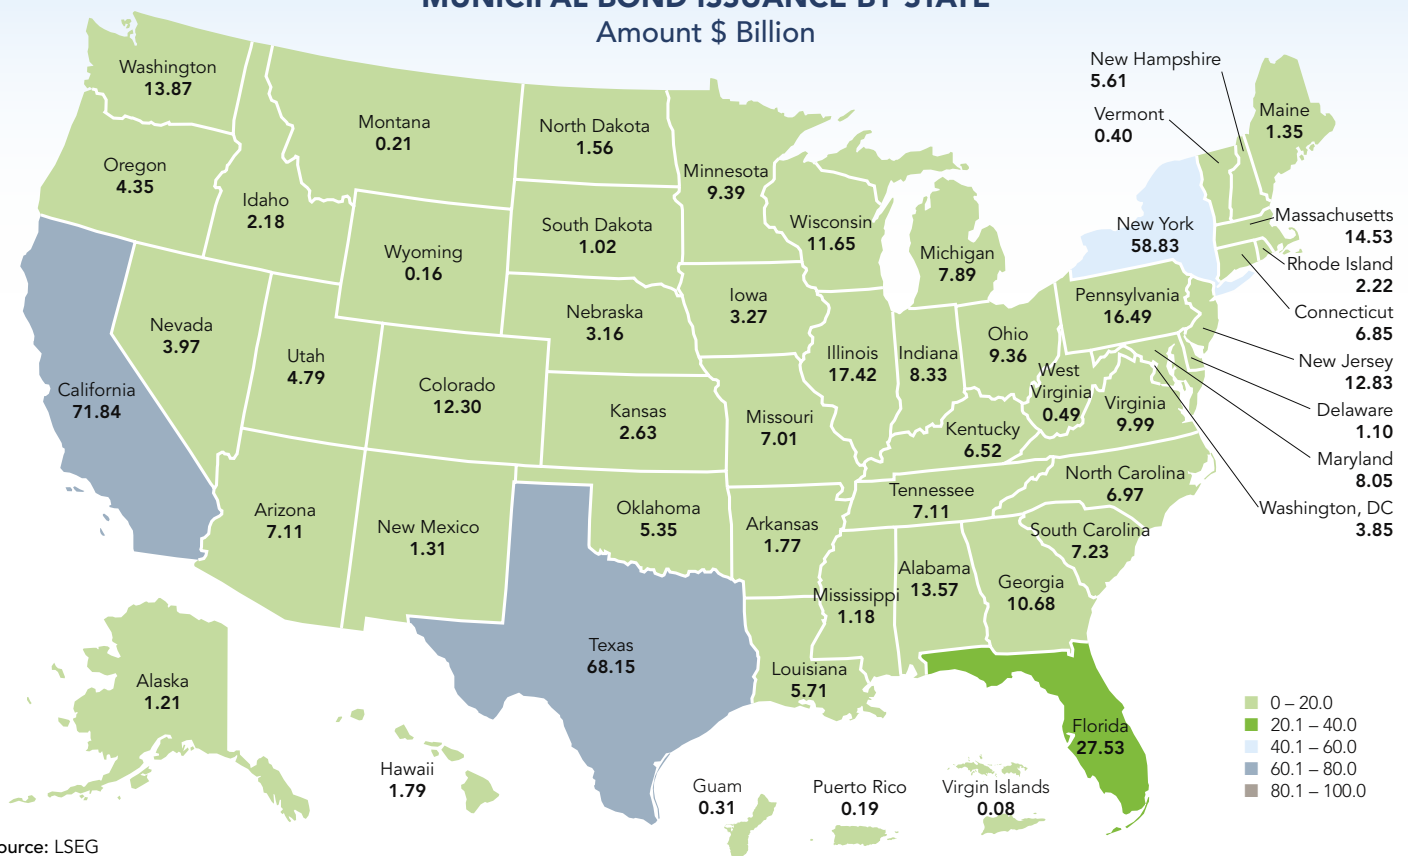 MUNICIPAL BOND ISSUANCE BY STATE
Amount $ Billion
Washington
13.87
Oregon
4.35
Idaho
2.18
Montana
0.21
North Dakota
1.56
Minnesota
9.39
South Dakota
1.02
Wyoming
0.16
Wisconsin
11.65
Michigan
7.89
New Hampshire
5.61
Vermont
0.40
Maine
1.35
New York
58.83
Massachusetts
14.53
Rhode Island
2.22
Connecticut
6.85
New Jersey
12.83
Delaware
1.10
Maryland
8.05
Washington, DC
3.85
Pennsylvania
16.49
California
71.84
Nevada
3.97
Utah
4.79
Colorado
12.30
Nebraska
3.16
Iowa
3.27
Illinois
17.42
Indiana
8.33
Ohio
9.36
West
Virginia
0.49
Virginia
9.99
Kansas
2.63
Missouri
7.01
Kentucky
6.52
North Carolina
6.97
Tennessee
7.11
South Carolina
7.23
Arizona
7.11
New Mexico
1.31
Oklahoma
5.35
Arkansas
1.77
Mississippi
1.18
Alabama
13.57
Georgia
10.68
Texas
68.15
Louisiana
5.71
Florida
27.53
Alaska
1.21
Hawaii
1.79
Guam
0.31
Puerto Rico
0.19
Virgin Islands
0.08
0 – 20.0
20.1 – 40.0
40.1 – 60.0
60.1 – 80.0
80.1 – 100.0
ource: LSEG